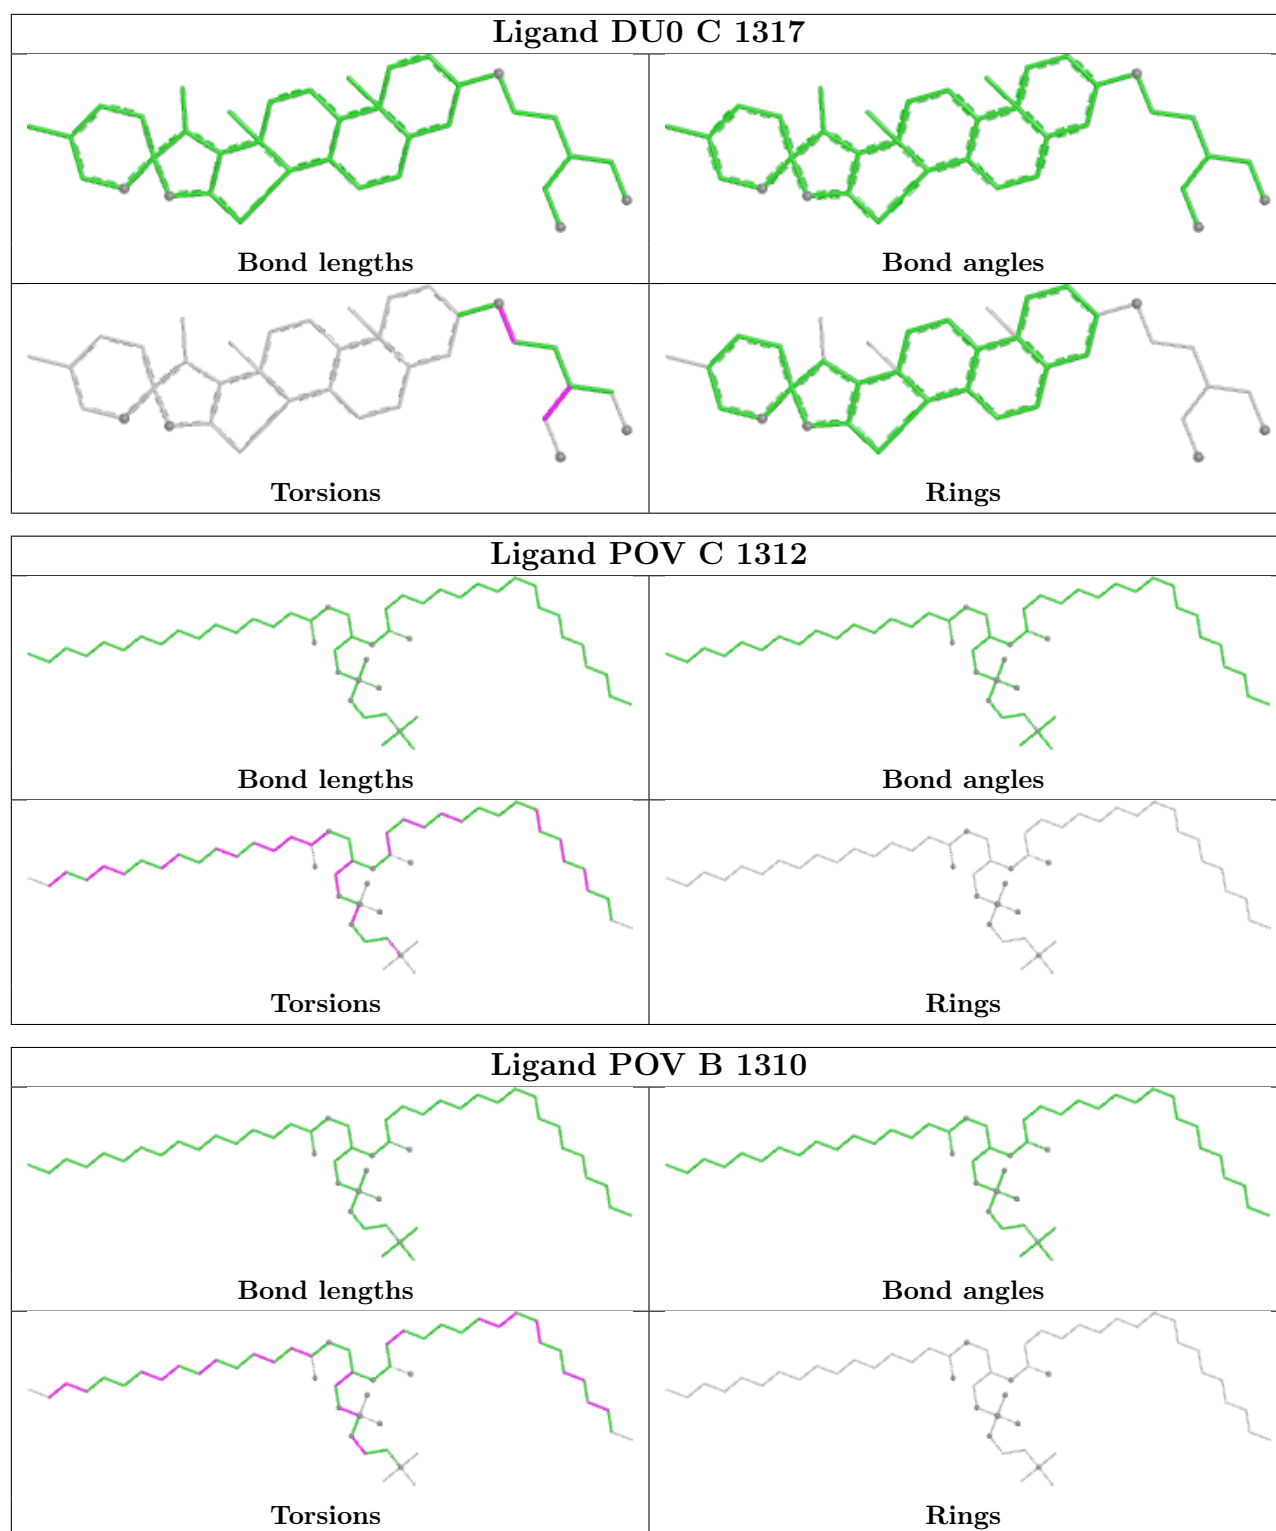 Ligand DU0 C 1317
Bond lengths
Bond angles
Torsions
Rings
Ligand POV C 1312
Bond lengths
Bond angles
Torsions
Rings
Ligand POV B 1310
Bond lengths
Bond angles
Torsions
Rings